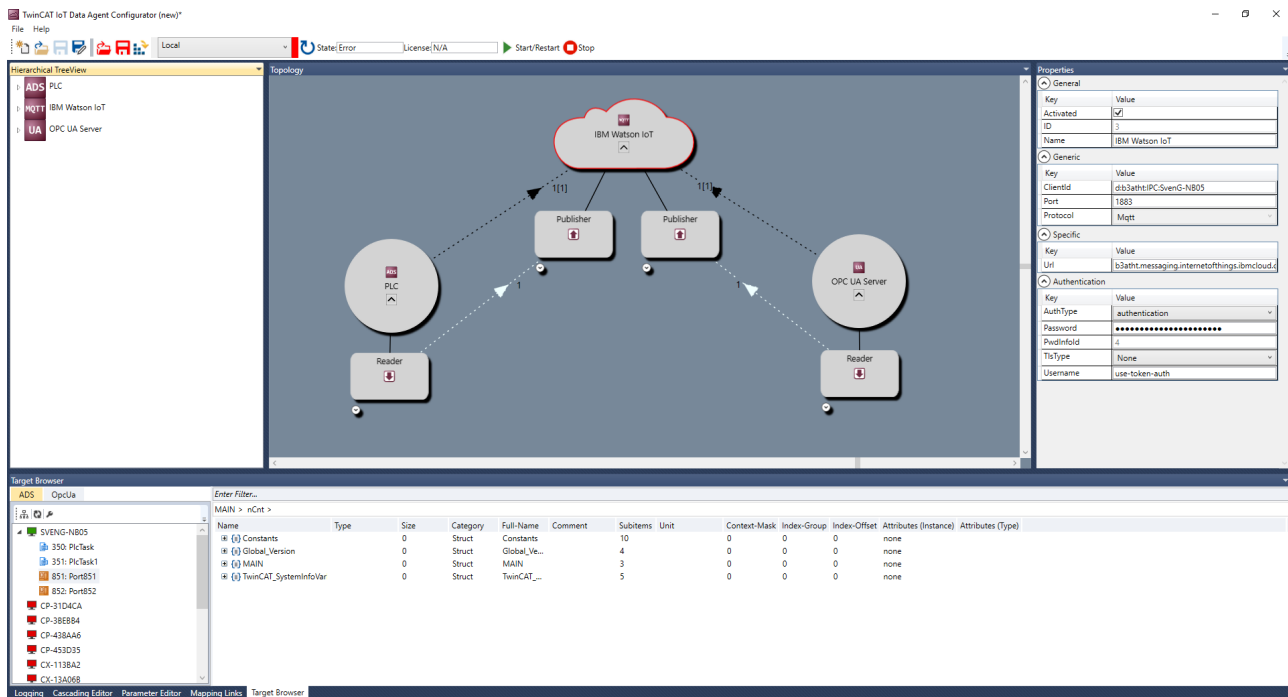 TwinCAT IoT Data Agent Configurator (new)*
File Help
Local State: Error License: N/A Start/Restart Stop
Hierarchical TreeView
ADS PLC
MQTT IBM Watson IoT
UA OPC UA Server
Topology
MQTT
IBM Watson IoT
1[1] 1[1]
Publisher Publisher
ADS
PLC
UA
OPC UA Server
1 1
Reader Reader
Properties
General
Key Value
Activated
ID 3
Name IBM Watson IoT
Generic
Key Value
ClientId d:b3atht:IPC:SvenG-NB05
Port 1883
Protocol Mqtt
Specific
Key Value
Url b3atht.messaging.internetofthings.ibmcloud.c
Authentication
Key Value
AuthType authentication
Password ●●●●●●●●●●●●●●●●●●●●●●
PwdInfoId 4
TlsType None
Username use-token-auth
Target Browser
ADS OpcUa
SVENG-NB05
350: PlcTask
351: PlcTask1
851: Port851
852: Port852
CP-31D4CA
CP-3BEBB4
CP-438AA6
CP-453D35
CX-113BA2
CX-13A06B
Enter Filter...
MAIN > nCnt >
Name Type Size Category Full-Name Comment Subitems Unit Context-Mask Index-Group Index-Offset Attributes (Instance) Attributes (Type)
Constants 0 Struct Constants 10 0 0 0 none
Global_Version 0 Struct Global_Ve... 4 0 0 0 none
MAIN 0 Struct MAIN 3 0 0 0 none
TwinCAT_SystemInfoVar 0 Struct TwinCAT_... 5 0 0 0 none
Logging Cascading Editor Parameter Editor Mapping Links Target Browser